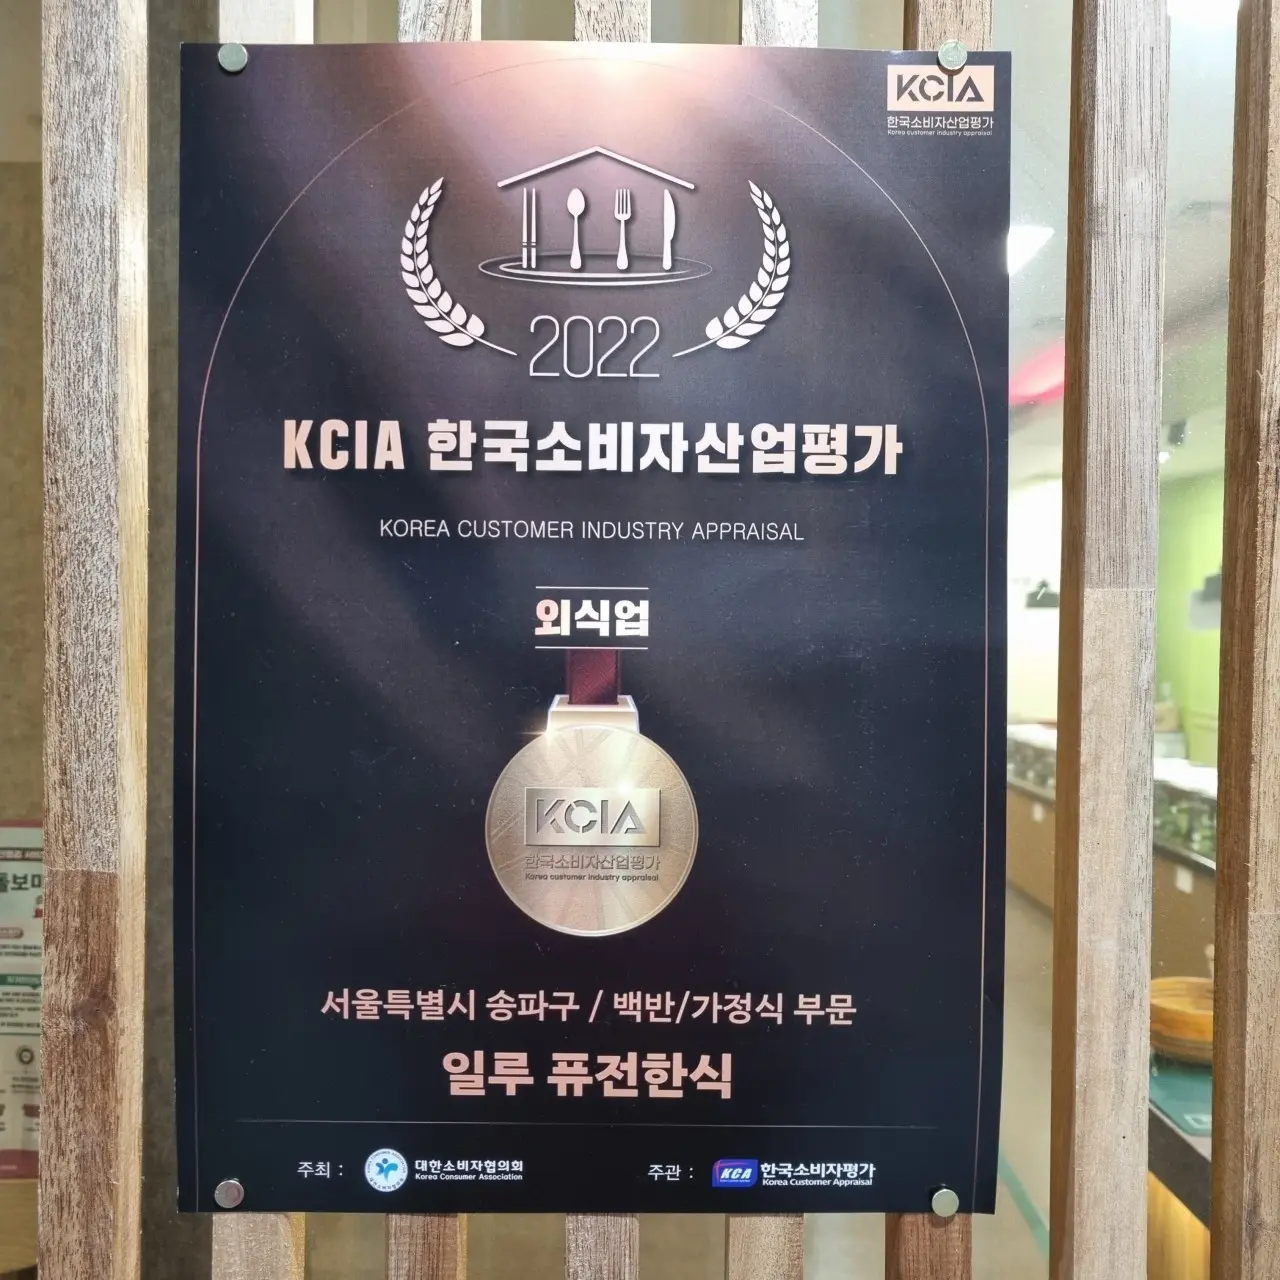 KCIA
한국소비자산업평가
Korea customer industry appraisal
2022
KCIA 한국소비자산업평가
KOREA CUSTOMER INDUSTRY APPRAISAL
외식업
KCIA
한국소비자산업평가
Korea customer industry appraisal
서울특별시 송파구 / 백반/가정식 부문
일루 퓨전한식
주최 : 대한소비자협의회
Korea Consumer Association
주관 : KCA 한국소비자평가
Korea Customer Appraisal